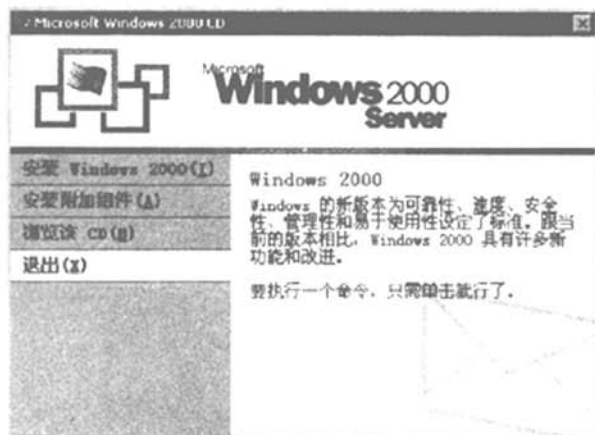 Microsoft Windows 2000 CD
Microsoft
Windows 2000
Server
安装 Windows 2000(I)
安装附加组件(A)
浏览该 CD(B)
退出(X)
Windows 2000
Windows 的新版本为可靠性、速度、安全
性、管理性和易于使用性设定了标准。跟当
前的版本相比，Windows 2000 具有许多新
功能和改进。
要执行一个命令，只需单击就行了.